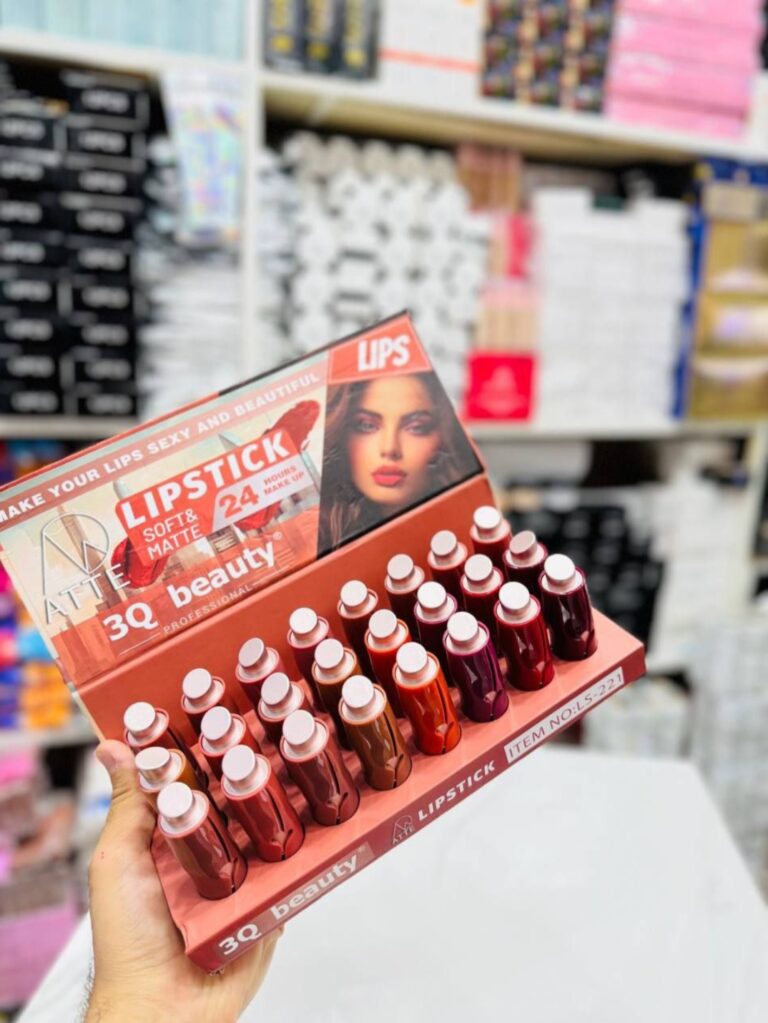 LIPS
MAKE YOUR LIPS SEXY AND BEAUTIFUL
LIPSTICK
SOFT&
MATTE
24
HOURS
MAKE UP
ATTE
3Q beauty®
PROFESSIONAL
3Q beauty®
ATTE
LIPSTICK
ITEM NO:LS-221